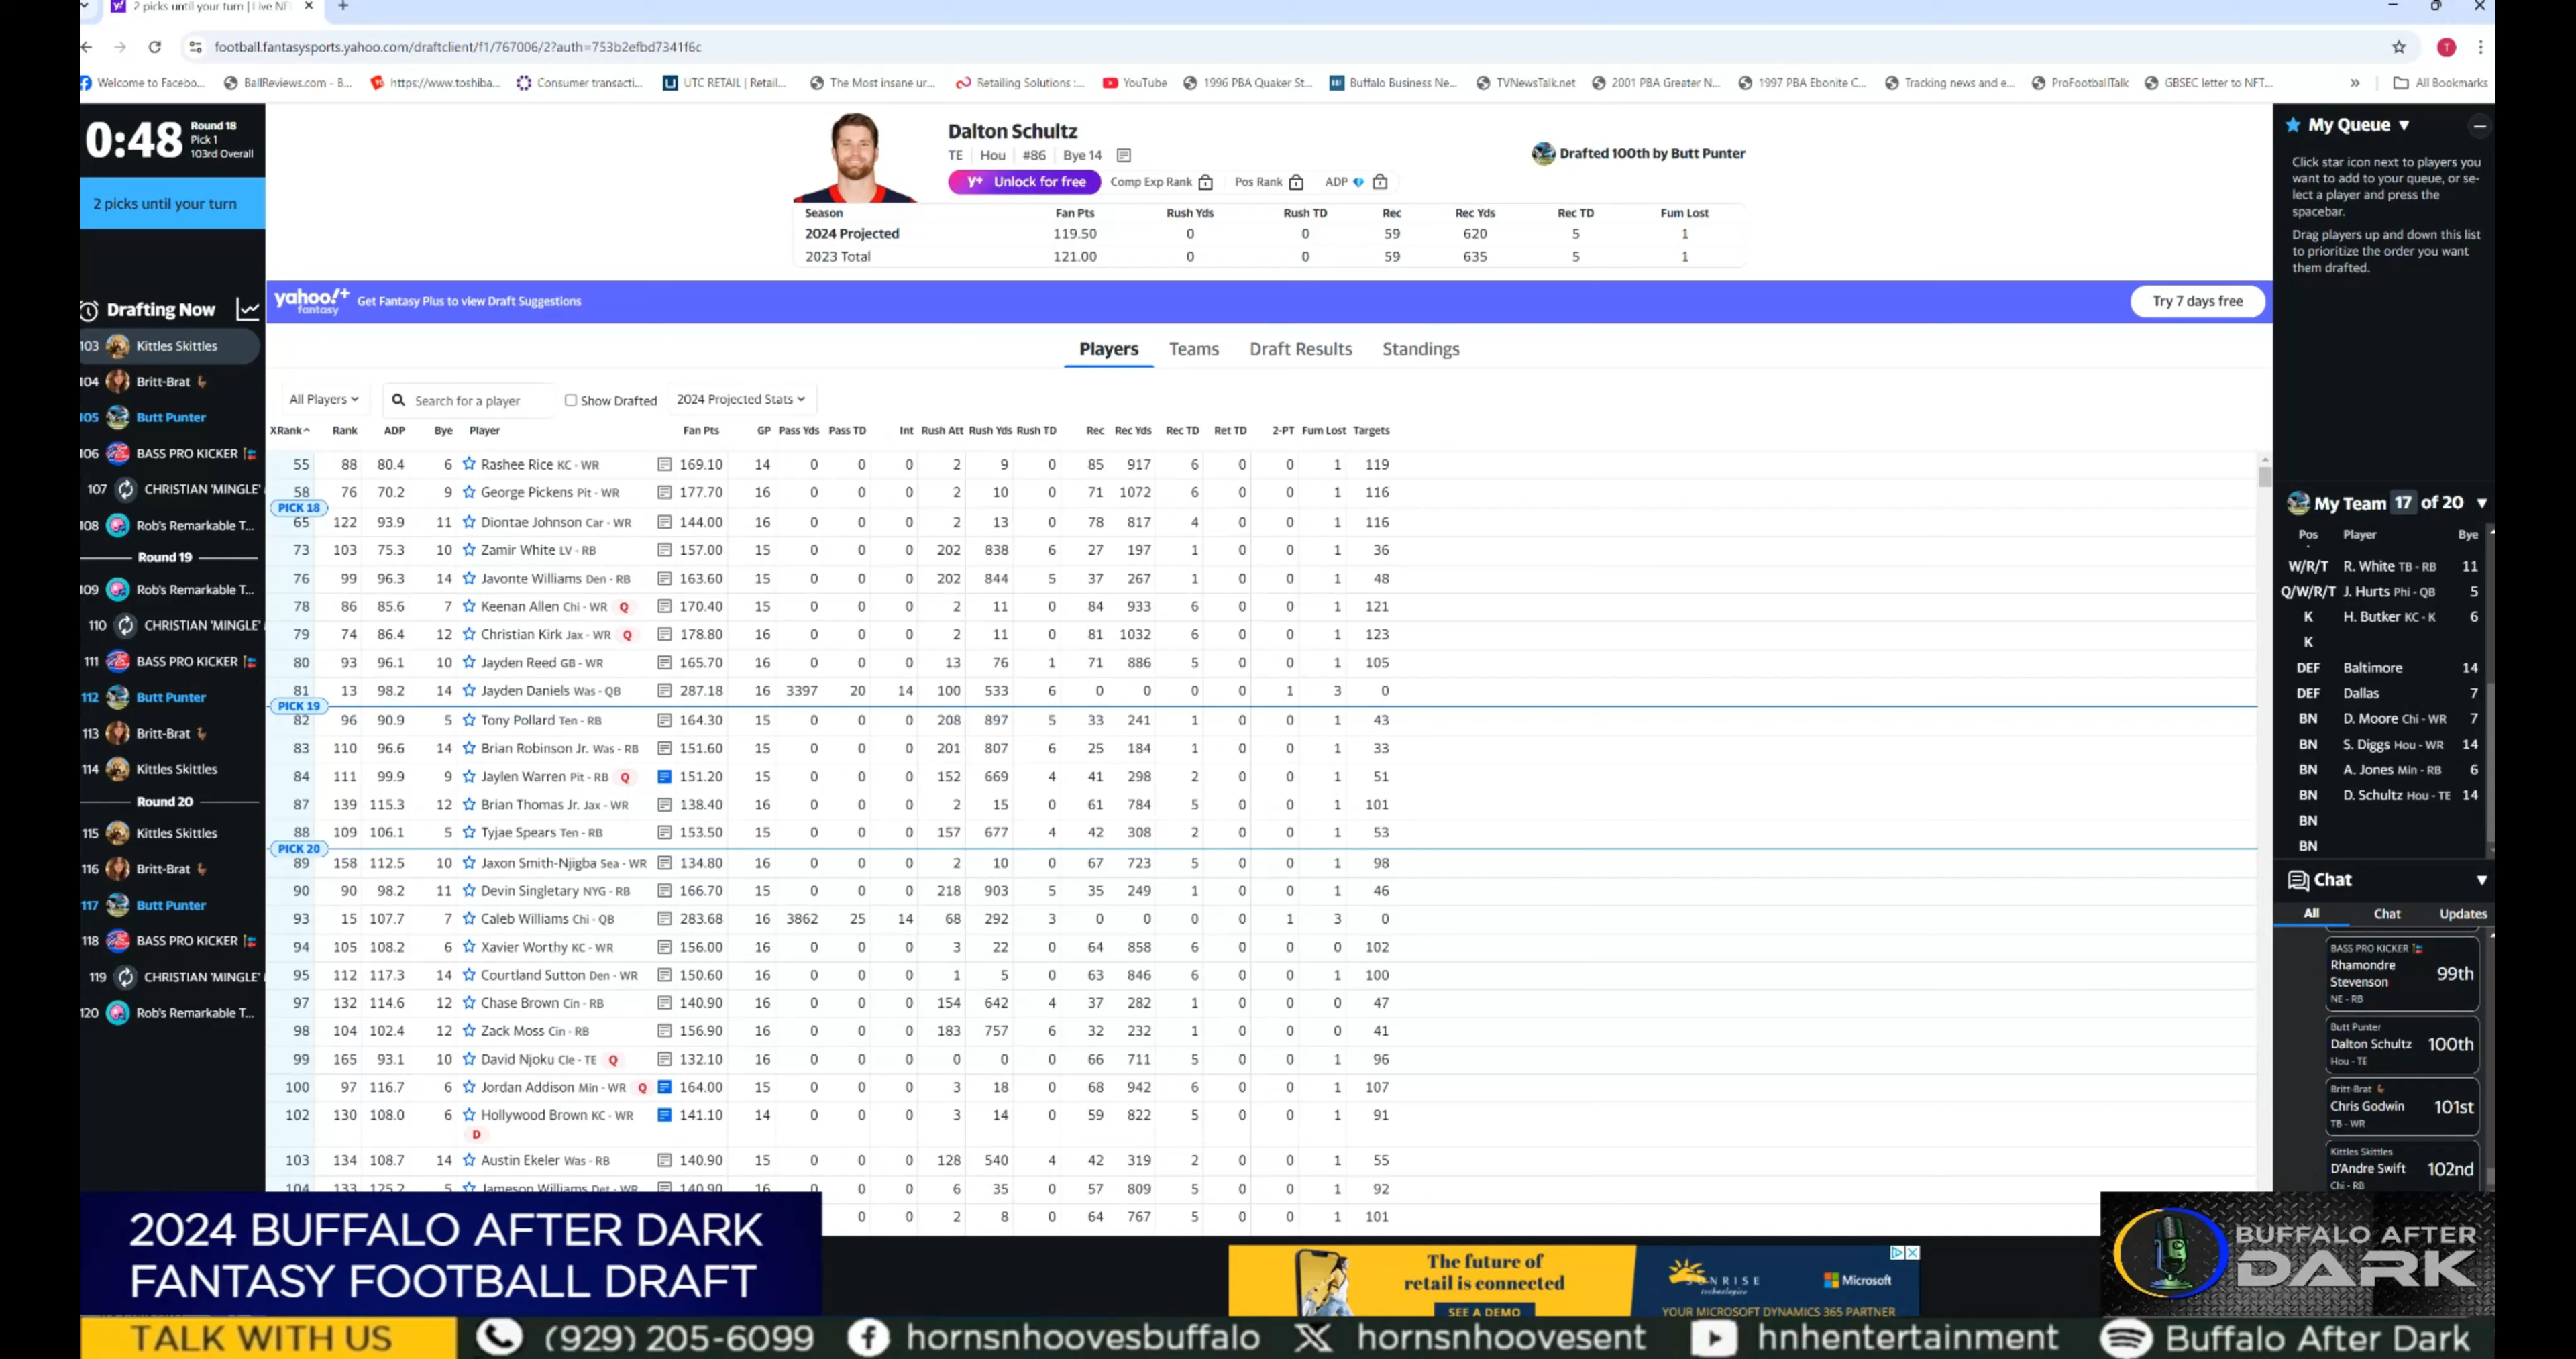 2 picks until your turn | Live NF
football.fantasysports.yahoo.com/draftclient/f1/767006/2?auth=753b2efbd7341f6c
T
Welcome to Facebo...
BallReviews.com - B...
https://www.toshiba...
Consumer transacti...
UTC RETAIL | Retail...
The Most insane ur...
Retailing Solutions :...
YouTube
1996 PBA Quaker St...
Buffalo Business Ne...
TVNewsTalk.net
2001 PBA Greater N...
1997 PBA Ebonite C...
Tracking news and e...
ProFootballTalk
GBSEC letter to NFT...
All Bookmarks
0:48
Round 18
Pick 1
103rd Overall
2 picks until your turn
Drafting Now
103 Kittles Skittles
104 Britt-Brat
105 Butt Punter
106 BASS PRO KICKER
107 CHRISTIAN 'MINGLE'
108 Rob's Remarkable T...
Round 19
109 Rob's Remarkable T...
110 CHRISTIAN 'MINGLE'
111 BASS PRO KICKER
112 Butt Punter
113 Britt-Brat
114 Kittles Skittles
Round 20
115 Kittles Skittles
116 Britt-Brat
117 Butt Punter
118 BASS PRO KICKER
119 CHRISTIAN 'MINGLE'
120 Rob's Remarkable T...
Dalton Schultz
TE | Hou | #86 | Bye 14
y+ Unlock for free Comp Exp Rank Pos Rank ADP
Drafted 100th by Butt Punter
Season Fan Pts Rush Yds Rush TD Rec Rec Yds Rec TD Fum Lost
2024 Projected 119.50 0 0 59 620 5 1
2023 Total 121.00 0 0 59 635 5 1
yahoo!+ fantasy Get Fantasy Plus to view Draft Suggestions
Try 7 days free
Players Teams Draft Results Standings
All Players Search for a player Show Drafted 2024 Projected Stats
XRank Rank ADP Bye Player Fan Pts GP Pass Yds Pass TD Int Rush Att Rush Yds Rush TD Rec Rec Yds Rec TD Ret TD 2-PT Fum Lost Targets
55 88 80.4 6 Rashee Rice KC - WR 169.10 14 0 0 0 2 9 0 85 917 6 0 0 1 119
58 76 70.2 9 George Pickens Pit - WR 177.70 16 0 0 0 2 10 0 71 1072 6 0 0 1 116
PICK 18
65 122 93.9 11 Diontae Johnson Car - WR 144.00 16 0 0 0 2 13 0 78 817 4 0 0 1 116
73 103 75.3 10 Zamir White LV - RB 157.00 15 0 0 0 202 838 6 27 197 1 0 0 1 36
76 99 96.3 14 Javonte Williams Den - RB 163.60 15 0 0 0 202 844 5 37 267 1 0 0 1 48
78 86 85.6 7 Keenan Allen Chi - WR Q 170.40 15 0 0 0 2 11 0 84 933 6 0 0 1 121
79 74 86.4 12 Christian Kirk Jax - WR Q 178.80 16 0 0 0 2 11 0 81 1032 6 0 0 1 123
80 93 96.1 10 Jayden Reed GB - WR 165.70 16 0 0 0 13 76 1 71 886 5 0 0 1 105
81 13 98.2 14 Jayden Daniels Was - QB 287.18 16 3397 20 14 100 533 6 0 0 0 0 1 3 0
PICK 19
82 96 90.9 5 Tony Pollard Ten - RB 164.30 15 0 0 0 208 897 5 33 241 1 0 0 1 43
83 110 96.6 14 Brian Robinson Jr. Was - RB 151.60 15 0 0 0 201 807 6 25 184 1 0 0 1 33
84 111 99.9 9 Jaylen Warren Pit - RB Q 151.20 15 0 0 0 152 669 4 41 298 2 0 0 1 51
87 139 115.3 12 Brian Thomas Jr. Jax - WR 138.40 16 0 0 0 2 15 0 61 784 5 0 0 1 101
88 109 106.1 5 Tyjae Spears Ten - RB 153.50 15 0 0 0 157 677 4 42 308 2 0 0 1 53
PICK 20
89 158 112.5 10 Jaxon Smith-Njigba Sea - WR 134.80 16 0 0 0 2 10 0 67 723 5 0 0 1 98
90 90 98.2 11 Devin Singletary NYG - RB 166.70 15 0 0 0 218 903 5 35 249 1 0 0 1 46
93 15 107.7 7 Caleb Williams Chi - QB 283.68 16 3862 25 14 68 292 3 0 0 0 0 1 3 0
94 105 108.2 6 Xavier Worthy KC - WR 156.00 16 0 0 0 3 22 0 64 858 6 0 0 0 102
95 112 117.3 14 Courtland Sutton Den - WR 150.60 16 0 0 0 1 5 0 63 846 6 0 0 1 100
97 132 114.6 12 Chase Brown Cin - RB 140.90 16 0 0 0 154 642 4 37 282 1 0 0 0 47
98 104 102.4 12 Zack Moss Cin - RB 156.90 16 0 0 0 183 757 6 32 232 1 0 0 0 41
99 165 93.1 10 David Njoku Cle - TE Q 132.10 16 0 0 0 0 0 0 66 711 5 0 0 1 96
100 97 116.7 6 Jordan Addison Min - WR Q 164.00 15 0 0 0 3 18 0 68 942 6 0 0 1 107
102 130 108.0 6 Hollywood Brown KC - WR 141.10 14 0 0 0 3 14 0 59 822 5 0 0 1 91
D
103 134 108.7 14 Austin Ekeler Was - RB 140.90 15 0 0 0 128 540 4 42 319 2 0 0 1 55
104 133 125.2 5 Jameson Williams Det - WR 140.90 16 0 0 6 35 0 57 809 5 0 0 1 92
0 0 2 8 0 64 767 5 0 0 1 101
My Queue
Click star icon next to players you
want to add to your queue, or se-
lect a player and press the
spacebar.
Drag players up and down this list
to prioritize the order you want
them drafted.
My Team 17 of 20
Pos Player Bye
W/R/T R. White TB - RB 11
Q/W/R/T J. Hurts Phi - QB 5
K H. Butker KC - K 6
K
DEF Baltimore 14
DEF Dallas 7
BN D. Moore Chi - WR 7
BN S. Diggs Hou - WR 14
BN A. Jones Min - RB 6
BN D. Schultz Hou - TE 14
BN
BN
Chat
All Chat Updates
BASS PRO KICKER
Rhamondre
Stevenson 99th
NE - RB
Butt Punter
Dalton Schultz 100th
Hou - TE
Britt-Brat
Chris Godwin 101st
TB - WR
Kittles Skittles
D'Andre Swift 102nd
Chi - RB
2024 BUFFALO AFTER DARK
FANTASY FOOTBALL DRAFT
The future of
retail is connected
SEE A DEMO
SUNRISE
technologies
Microsoft
YOUR MICROSOFT DYNAMICS 365 PARTNER
BUFFALO AFTER
DARK
TALK WITH US (929) 205-6099 hornsnhoovesbuffalo hornsnhoovesent hnhentertainment Buffalo After Dark